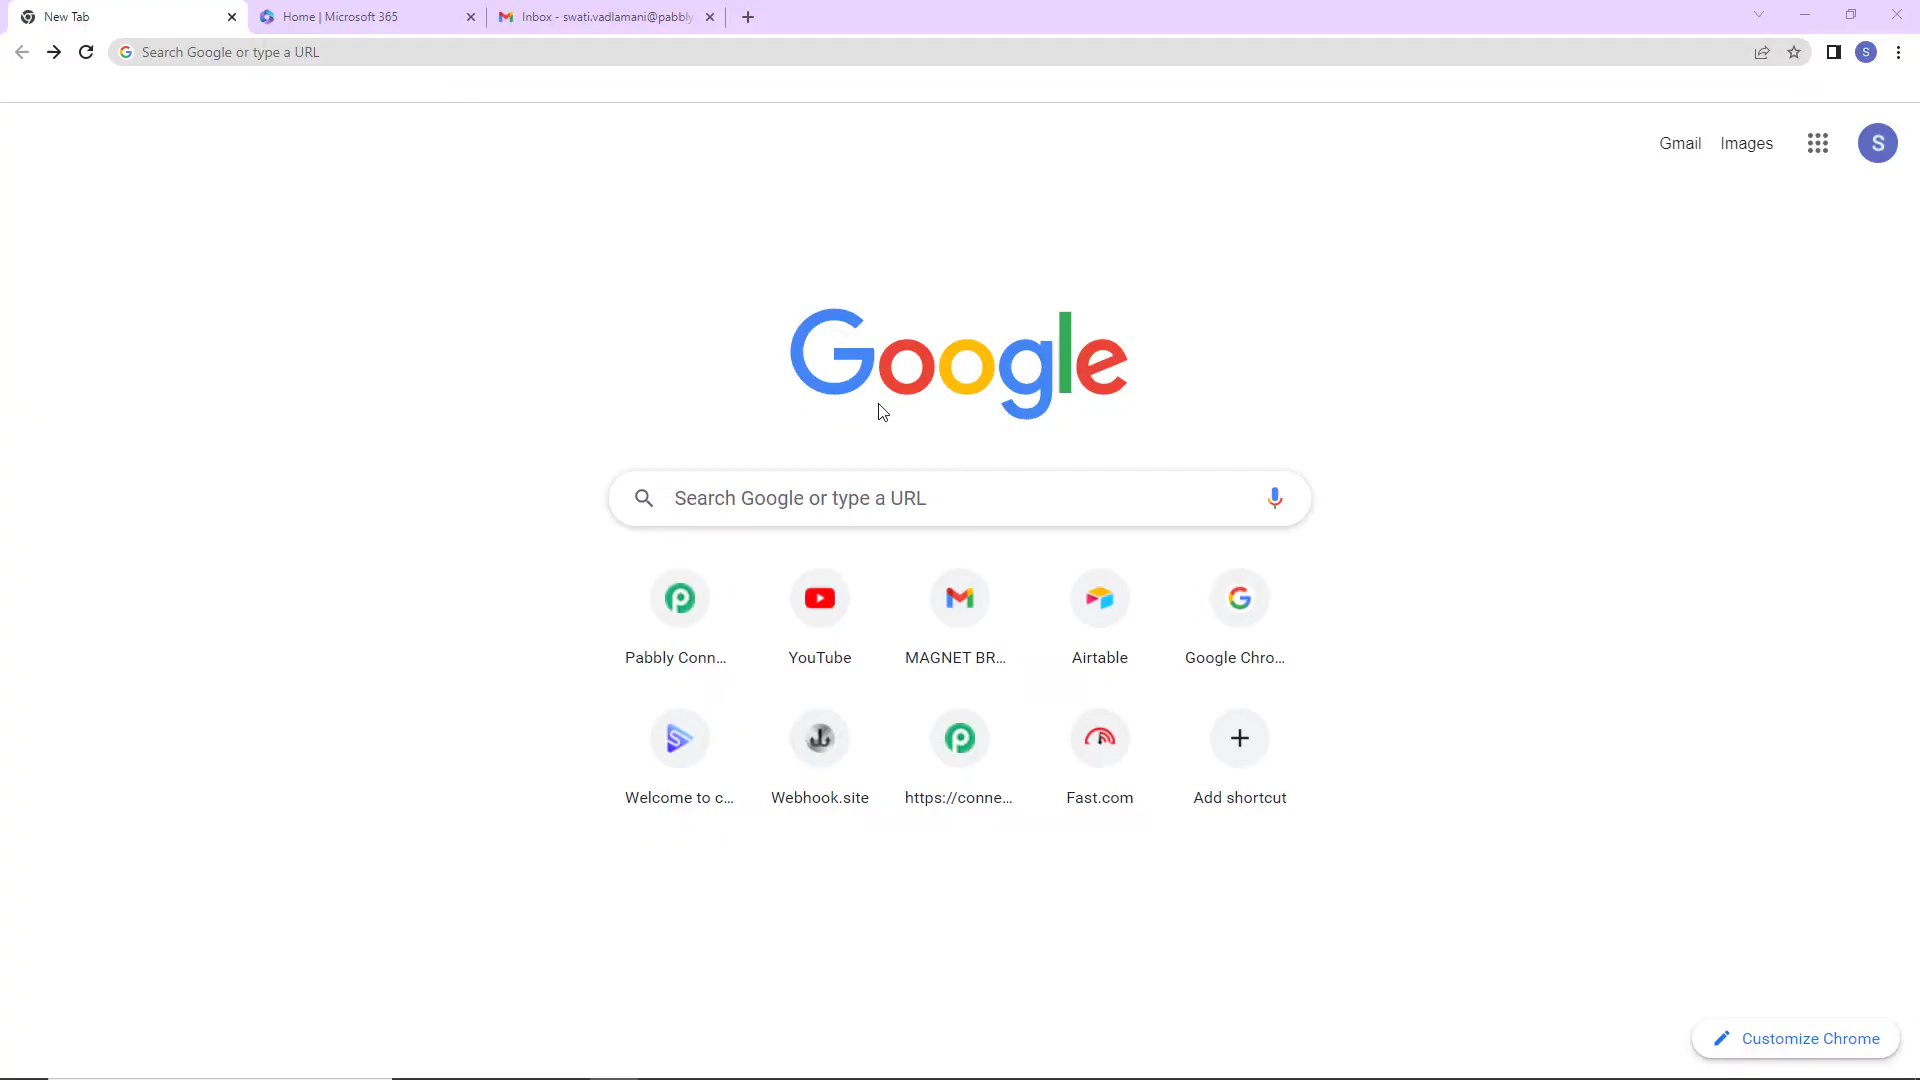 New Tab
Home | Microsoft 365
Inbox - swati.vadlamani@pabbly
Search Google or type a URL
S
Gmail
Images
S
Google
Search Google or type a URL
Pabbly Conn...
YouTube
MAGNET BR...
Airtable
Google Chro...
Welcome to c...
Webhook.site
https://conne...
Fast.com
Add shortcut
Customize Chrome